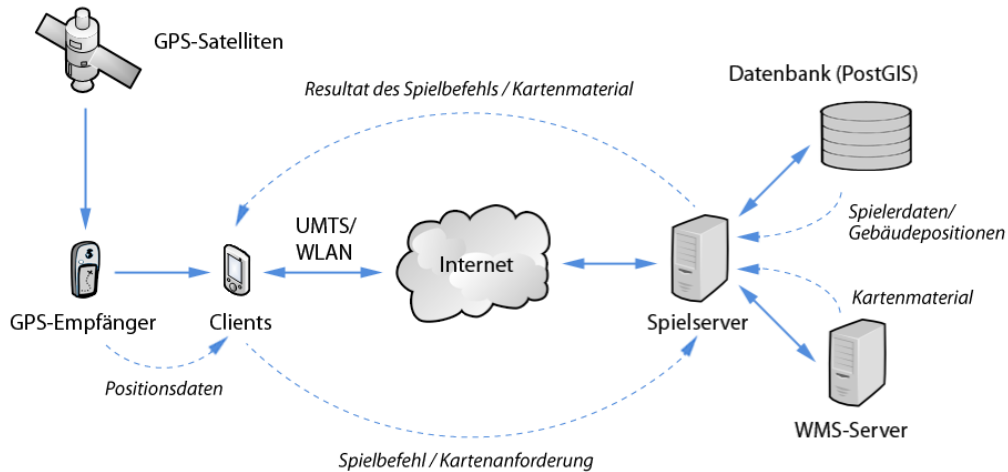 GPS-Satelliten
Datenbank (PostGIS)
Resultat des Spielbefehls / Kartenmaterial
UMTS/
WLAN
Internet
Spielerdaten/
Gebäudepositionen
Kartenmaterial
GPS-Empfänger
Clients
Spielserver
Positionsdaten
WMS-Server
Spielbefehl / Kartenanforderung